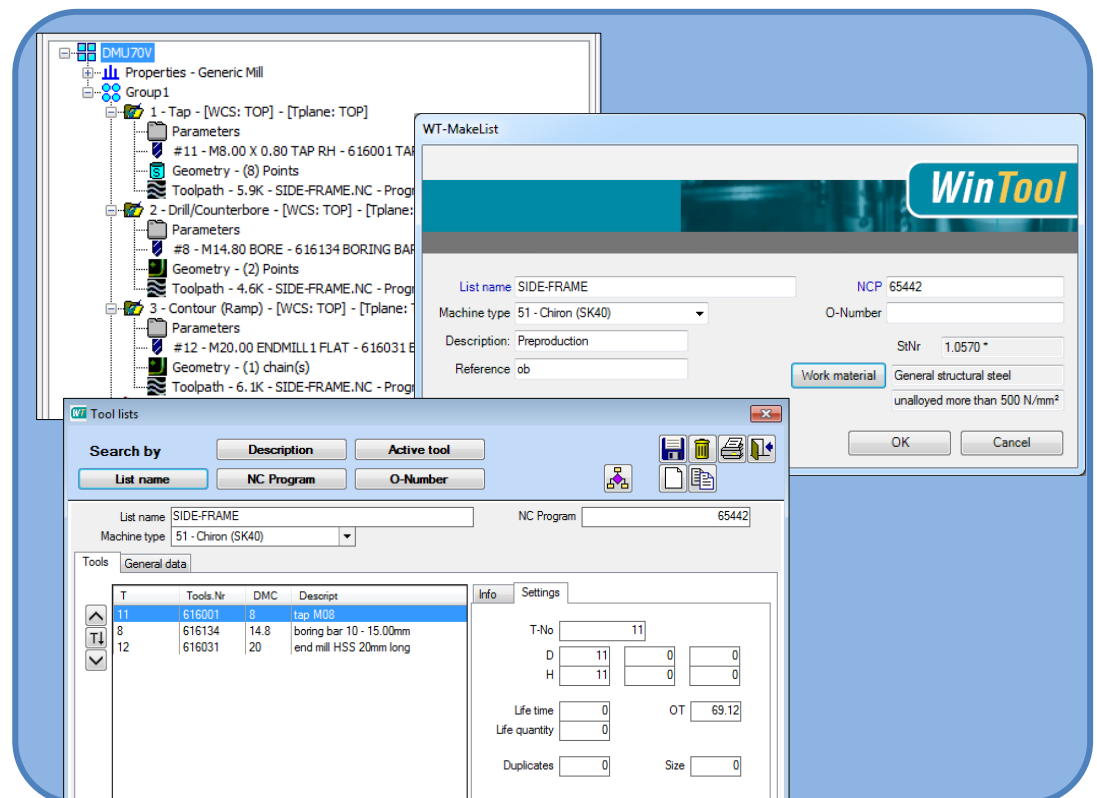 DMU70V
Properties - Generic Mill
Group 1
1 - Tap - [WCS: TOP] - [Tplane: TOP]
Parameters
#11 - M8.00 X 0.80 TAP RH - 616001 TAP
Geometry - (8) Points
Toolpath - 5.9K - SIDE-FRAME.NC - Progr
2 - Drill/Counterbore - [WCS: TOP] - [Tplane:
Parameters
#8 - M14.80 BORE - 616134 BORING BAR
Geometry - (2) Points
Toolpath - 4.6K - SIDE-FRAME.NC - Progr
3 - Contour (Ramp) - [WCS: TOP] - [Tplane:
Parameters
#12 - M20.00 ENDMILL1 FLAT - 616031 E
Geometry - (1) chain(s)
Toolpath - 6.1K - SIDE-FRAME.NC - Progr
WT-MakeList
WinTool
List name SIDE-FRAME NCP 65442
Machine type 51 - Chiron (SK40) O-Number
Description: Preproduction StNr 1.0570 *
Reference ob Work material General structural steel
unalloyed more than 500 N/mm²
OK Cancel
WT Tool lists
Search by Description Active tool
List name NC Program O-Number
List name SIDE-FRAME NC Program 65442
Machine type 51 - Chiron (SK40)
Tools General data
Info Settings
T Tools.Nr DMC Descript
11 616001 8 tap M08
8 616134 14.8 boring bar 10 - 15.00mm
12 616031 20 end mill HSS 20mm long
T-No 11
D 11 0 0
H 11 0 0
Life time 0 OT 69.12
Life quantity 0
Duplicates 0 Size 0